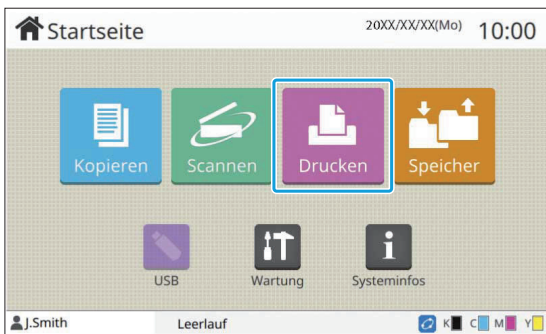 Startseite 20XX/XX/XX(Mo) 10:00
Kopieren Scannen Drucken Speicher
USB Wartung Systeminfos
J.Smith Leerlauf K C M Y